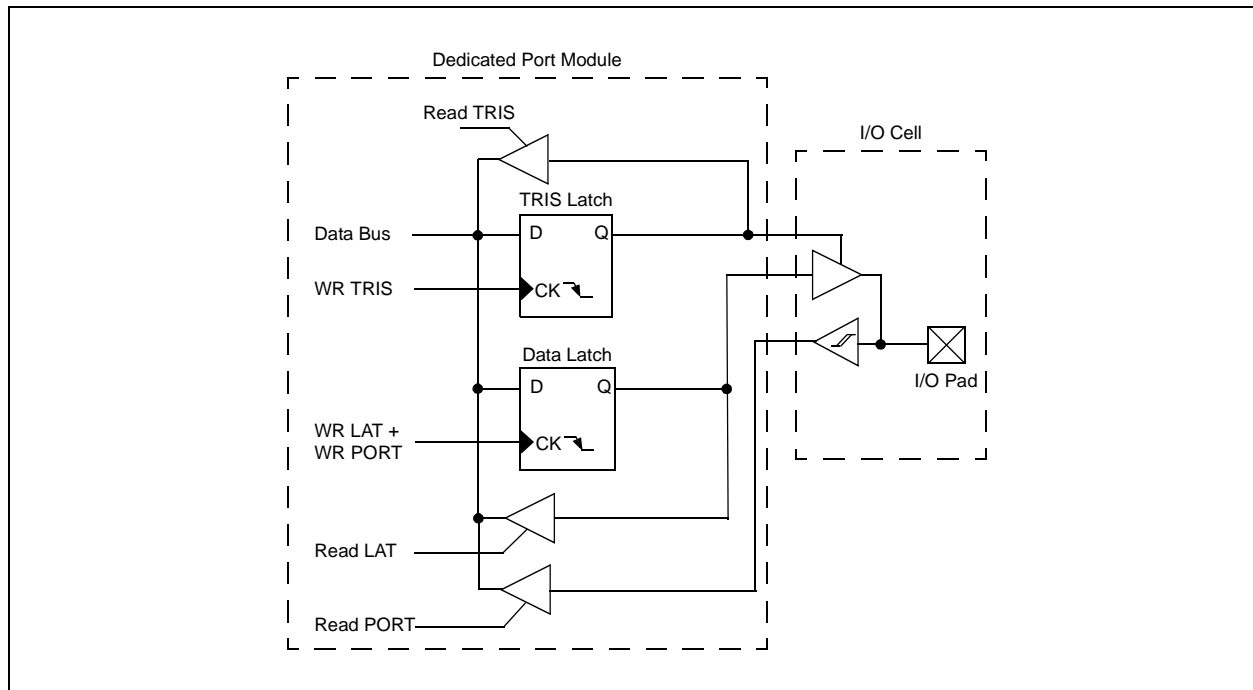 Dedicated Port Module
Read TRIS
I/O Cell
TRIS Latch
Data Bus
D
Q
WR TRIS
CK
Data Latch
I/O Pad
D
Q
WR LAT +
WR PORT
CK
Read LAT
Read PORT